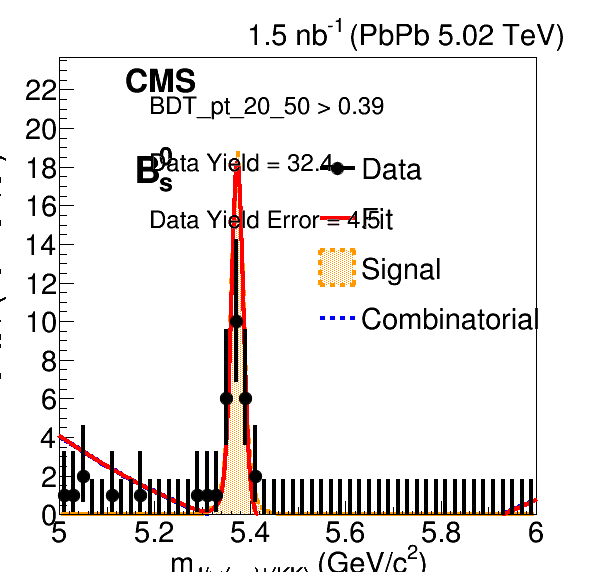 1.5 nb-1 (PbPb 5.02 TeV)
CMS
BDT_pt_20_50 > 0.39
B0s
Data Yield = 32.4
Data Yield Error = 4.5
Data
Fit
Signal
Combinatorial
22
20
18
16
14
12
10
8
6
4
2
0
5 5.2 5.4 5.6 5.8 6
m (GeV/c2)